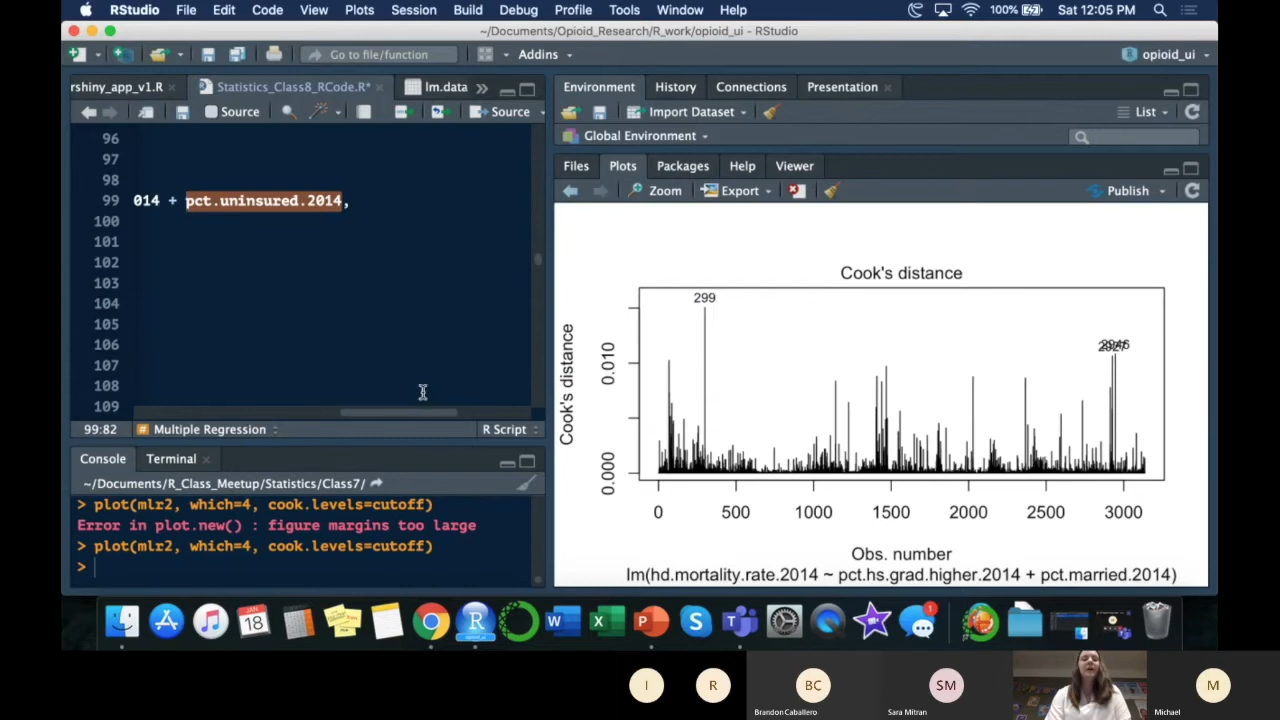 RStudio File Edit Code View Plots Session Build Debug Profile Tools Window Help 100% Sat 12:05 PM
~/Documents/Opioid_Research/R_work/opioid_ui - RStudio
Go to file/function Addins opioid_ui
rshiny_app_v1.R Statistics_Class8_RCode.R* lm.data
Source Source
96
97
98
99 014 + pct.uninsured.2014,
100
101
102
103
104
105
106
107
108
109
99:82 # Multiple Regression R Script
Console Terminal
~/Documents/R_Class_Meetup/Statistics/Class7/
> plot(mlr2, which=4, cook.levels=cutoff)
Error in plot.new() : figure margins too large
> plot(mlr2, which=4, cook.levels=cutoff)
>
Environment History Connections Presentation
Import Dataset List
Global Environment
Files Plots Packages Help Viewer
Zoom Export Publish
Cook's distance
299
Cook's distance
0.010
0.000
0 500 1000 1500 2000 2500 3000
Obs. number
lm(hd.mortality.rate.2014 ~ pct.hs.grad.higher.2014 + pct.married.2014)
JAN
18
R
opioid_ui
W X P S T
1
I R BC SM M
Brandon Caballero Sara Mitran Michael